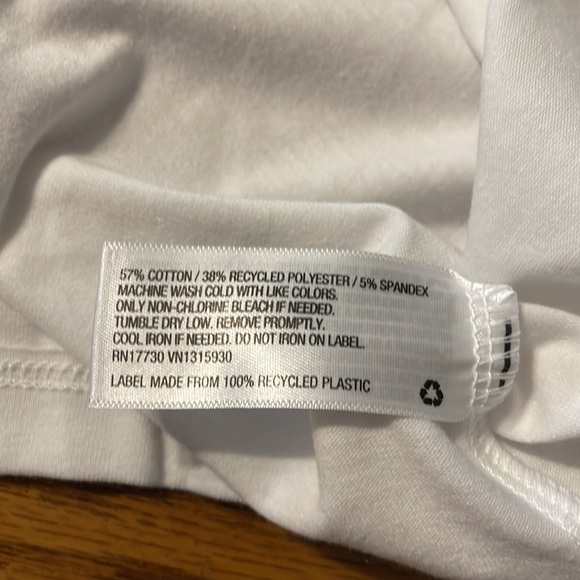 57% COTTON / 38% RECYCLED POLYESTER / 5% SPANDEX
MACHINE WASH COLD WITH LIKE COLORS.
ONLY NON-CHLORINE BLEACH IF NEEDED.
TUMBLE DRY LOW. REMOVE PROMPTLY.
COOL IRON IF NEEDED. DO NOT IRON ON LABEL.
RN17730 VN1315930
LABEL MADE FROM 100% RECYCLED PLASTIC